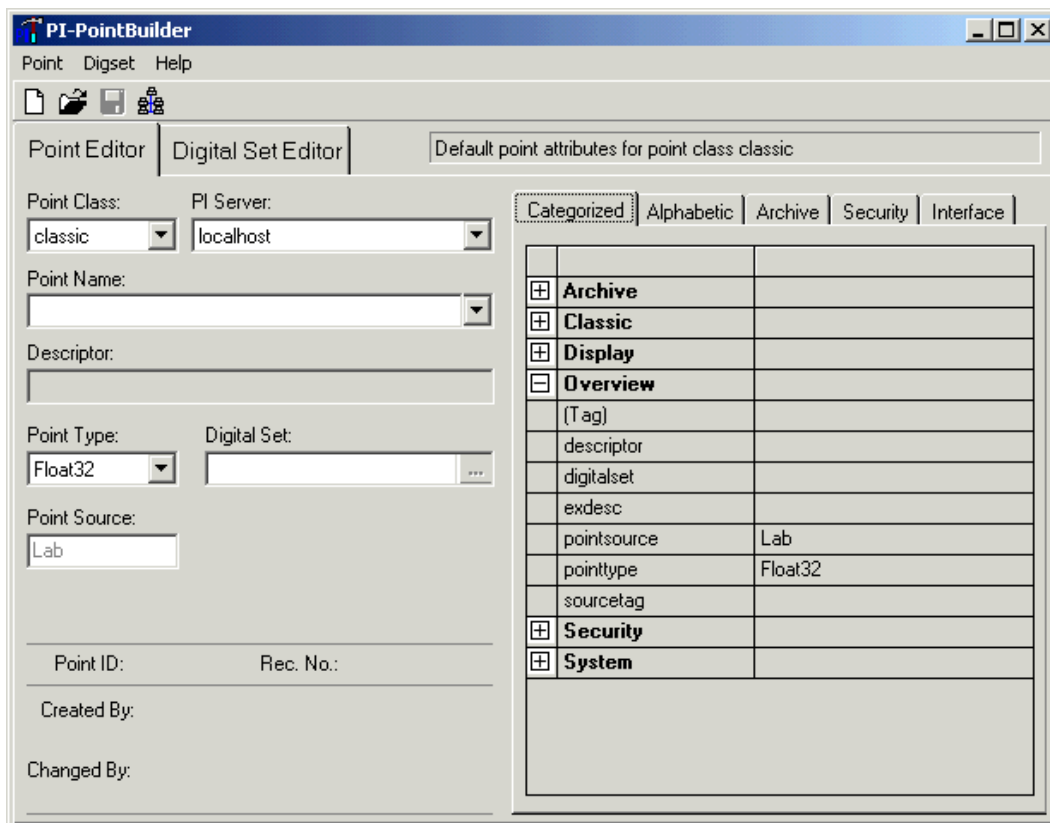 PI-PointBuilder
Point Digset Help
Point Editor Digital Set Editor
Default point attributes for point class classic
Point Class: PI Server:
classic localhost
Point Name:
Descriptor:
Point Type: Digital Set:
Float32 ...
Point Source:
Lab
Point ID: Rec. No.:
Created By:
Changed By:
Categorized Alphabetic Archive Security Interface
Archive
Classic
Display
Overview
(Tag)
descriptor
digitalset
exdesc
pointsource Lab
pointtype Float32
sourcetag
Security
System